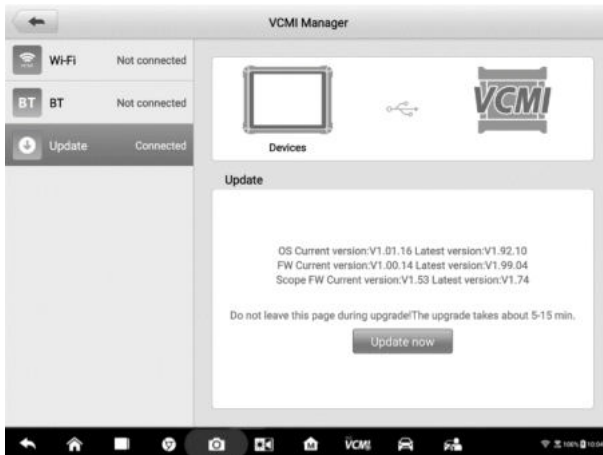 VCMI Manager
Wi-Fi Not connected
BT BT Not connected
Update Connected
VCMI
Devices
Update
OS Current version:V1.01.16 Latest version:V1.92.10
FW Current version:V1.00.14 Latest version:V1.99.04
Scope FW Current version:V1.53 Latest version:V1.74
Do not leave this page during upgrade!The upgrade takes about 5-15 min.
Update now
M VCMI 100% 10:04